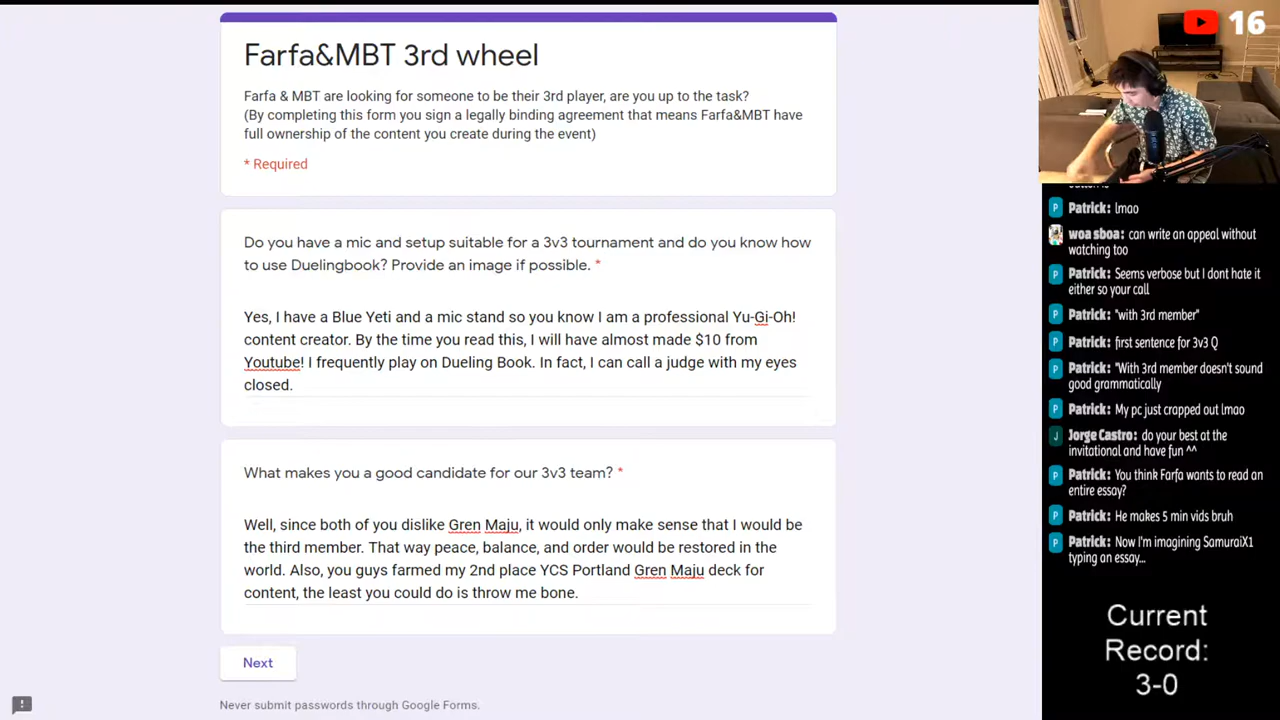 Farfa&MBT 3rd wheel
Farfa & MBT are looking for someone to be their 3rd player, are you up to the task?
(By completing this form you sign a legally binding agreement that means Farfa&MBT have
full ownership of the content you create during the event)
* Required
Do you have a mic and setup suitable for a 3v3 tournament and do you know how
to use Duelingbook? Provide an image if possible. *
Yes, I have a Blue Yeti and a mic stand so you know I am a professional Yu-Gi-Oh!
content creator. By the time you read this, I will have almost made $10 from
Youtube! I frequently play on Dueling Book. In fact, I can call a judge with my eyes
closed.
What makes you a good candidate for our 3v3 team? *
Well, since both of you dislike Gren Maju, it would only make sense that I would be
the third member. That way peace, balance, and order would be restored in the
world. Also, you guys farmed my 2nd place YCS Portland Gren Maju deck for
content, the least you could do is throw me bone.
Next
Never submit passwords through Google Forms.
16
P Patrick: lmao
woa sboa: can write an appeal without
watching too
P Patrick: Seems verbose but I dont hate it
either so your call
P Patrick: "with 3rd member"
P Patrick: first sentence for 3v3 Q
P Patrick: "With 3rd member doesn't sound
good grammatically
P Patrick: My pc just crapped out lmao
J Jorge Castro: do your best at the
invitational and have fun ^^
P Patrick: You think Farfa wants to read an
entire essay?
P Patrick: He makes 5 min vids bruh
P Patrick: Now I'm imagining SamuraiX1
typing an essay...
Current
Record:
3-0